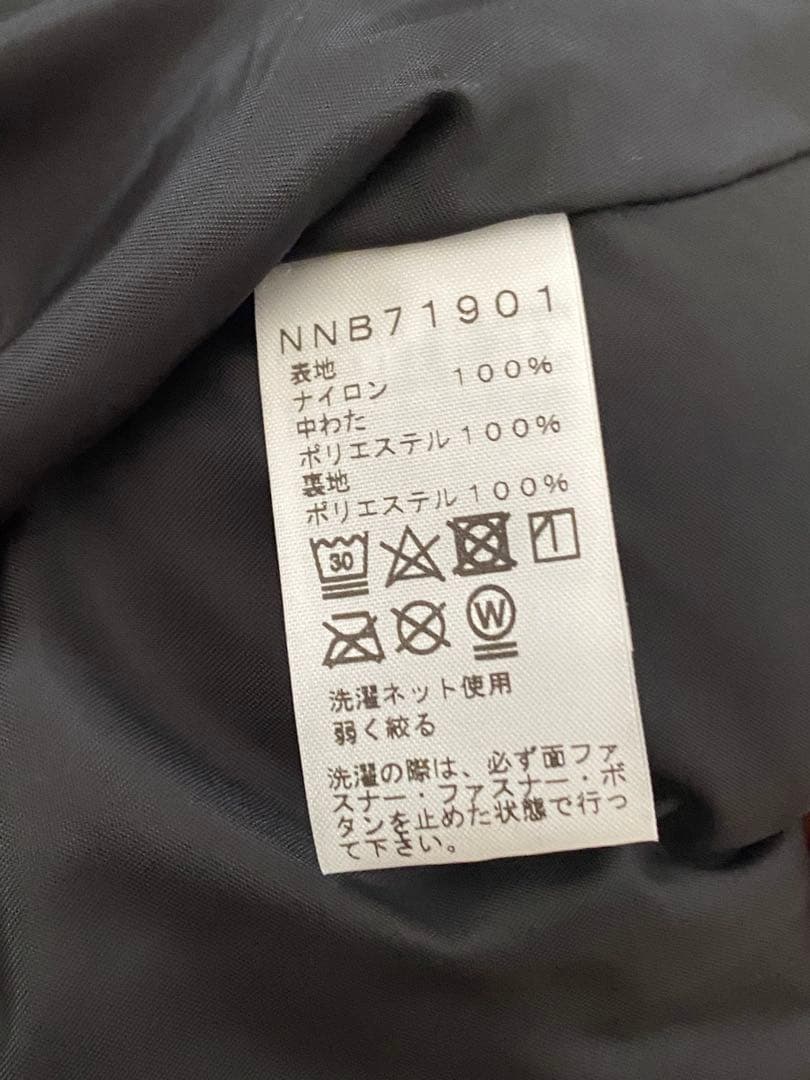 NNB71901
表地
ナイロン 100%
中わた
ポリエステル100%
裏地
ポリエステル100%
30
W
洗濯ネット使用
弱く絞る
洗濯の際は、必ず面ファ
スナー・ファスナー・ボ
タンを止めた状態で行っ
て下さい。